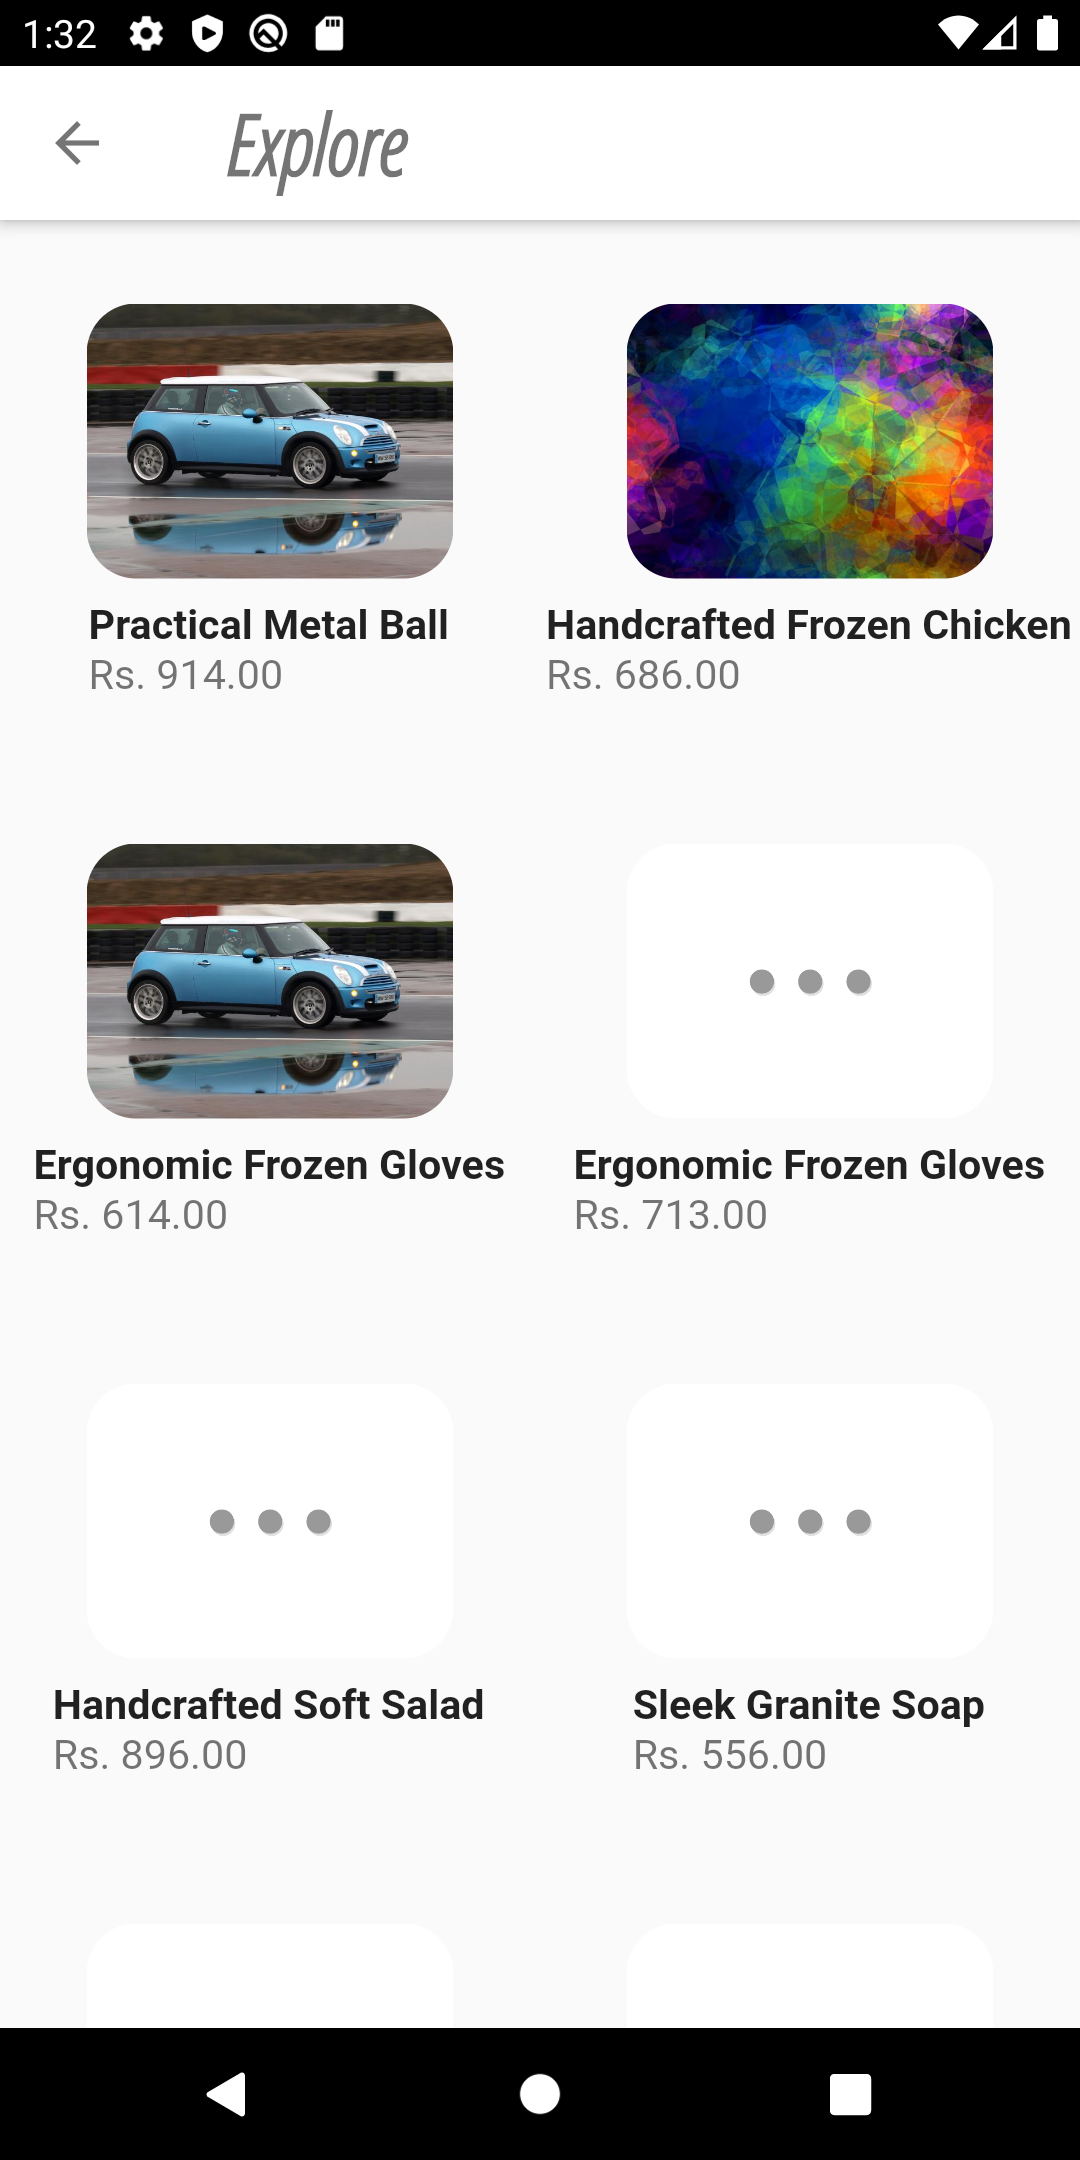 1:32
Explore
Practical Metal Ball
Rs. 914.00
Handcrafted Frozen Chicken
Rs. 686.00
Ergonomic Frozen Gloves
Rs. 614.00
Ergonomic Frozen Gloves
Rs. 713.00
Handcrafted Soft Salad
Rs. 896.00
Sleek Granite Soap
Rs. 556.00